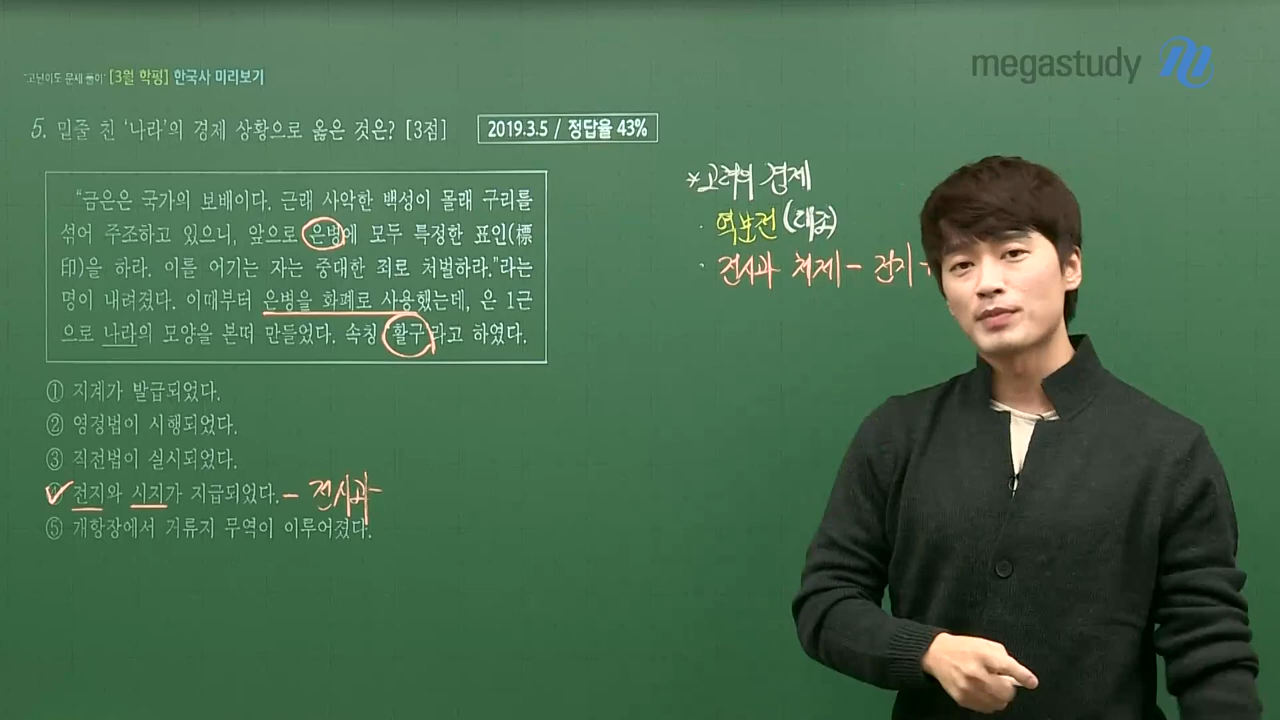 "고난이도 문제 풀이" [3월 학평] 한국사 미리보기
megastudy
5. 밑줄 친 '나라'의 경제 상황으로 옳은 것은? [3점]
2019.3.5 / 정답율 43%
"금은은 국가의 보배이다. 근래 사악한 백성이 몰래 구리를
섞어 주조하고 있으니, 앞으로 은병에 모두 특정한 표인(標
印)을 하라. 이를 어기는 자는 중대한 죄로 처벌하라."라는
명이 내려졌다. 이때부터 은병을 화폐로 사용했는데, 은 1근
으로 나라의 모양을 본떠 만들었다. 속칭 '활구'라고 하였다.
① 지계가 발급되었다.
② 영정법이 시행되었다.
③ 직전법이 실시되었다.
전지와 시지가 지급되었다. - 전시과
⑤ 개항장에서 거류지 무역이 이루어졌다.
*고려의 경제
· 역분전 (태조)
· 전시과 체제 - 전지